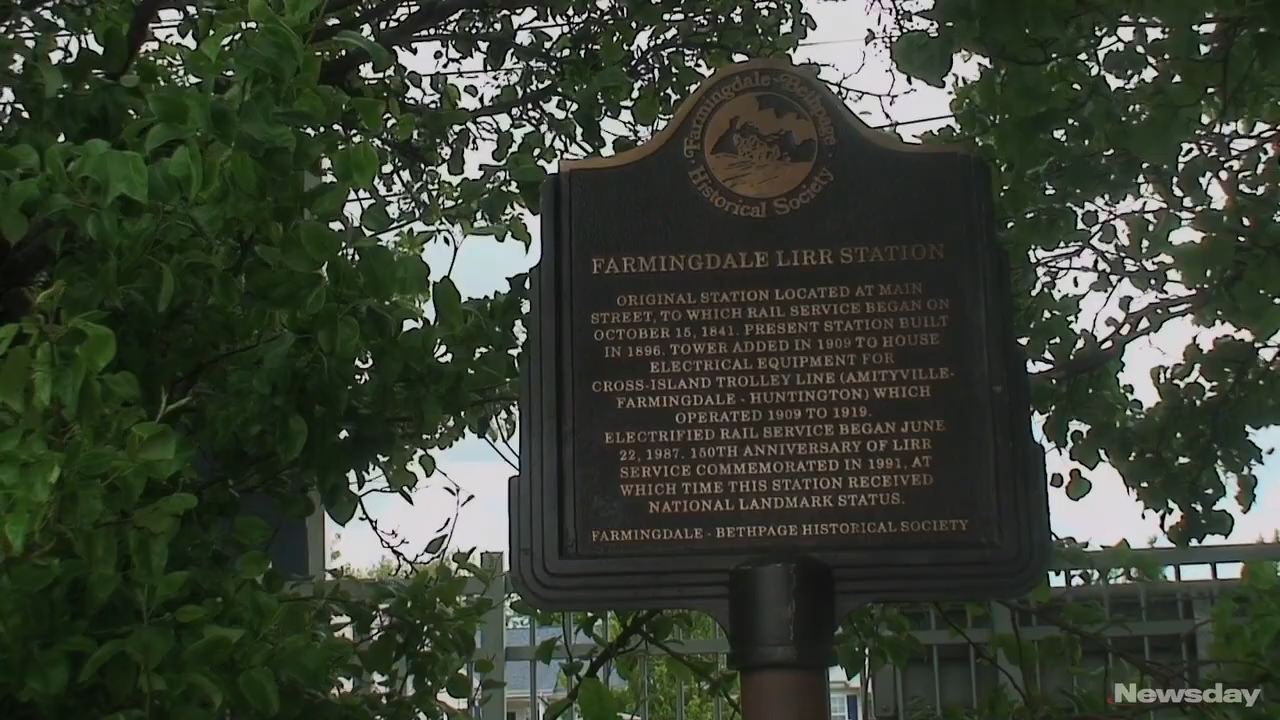 Farmingdale-Bethpage
Historical Society
FARMINGDALE LIRR STATION
ORIGINAL STATION LOCATED AT MAIN
STREET, TO WHICH RAIL SERVICE BEGAN ON
OCTOBER 15, 1841. PRESENT STATION BUILT
IN 1896. TOWER ADDED IN 1909 TO HOUSE
ELECTRICAL EQUIPMENT FOR
CROSS-ISLAND TROLLEY LINE (AMITYVILLE-
FARMINGDALE - HUNTINGTON) WHICH
OPERATED 1909 TO 1919.
ELECTRIFIED RAIL SERVICE BEGAN JUNE
22, 1987. 150TH ANNIVERSARY OF LIRR
SERVICE COMMEMORATED IN 1991, AT
WHICH TIME THIS STATION RECEIVED
NATIONAL LANDMARK STATUS.
FARMINGDALE - BETHPAGE HISTORICAL SOCIETY
Newsday